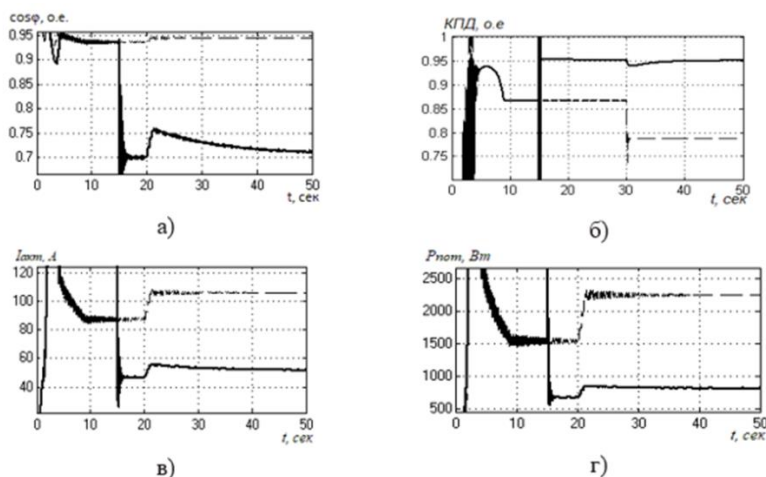 cosφ, о.е.
0.95
0.9
0.85
0.8
0.75
0.7
0 10 20 30 40 50
t, сек
а)
КПД, о.е
1
0.95
0.9
0.85
0.8
0.75
0 10 20 30 40 50
t, сек
б)
Iакт, А
120
100
80
60
40
0 10 20 30 40 50
t, сек
в)
Pпот, Вт
2500
2000
1500
1000
500
0 10 20 30 40 50
t, сек
г)